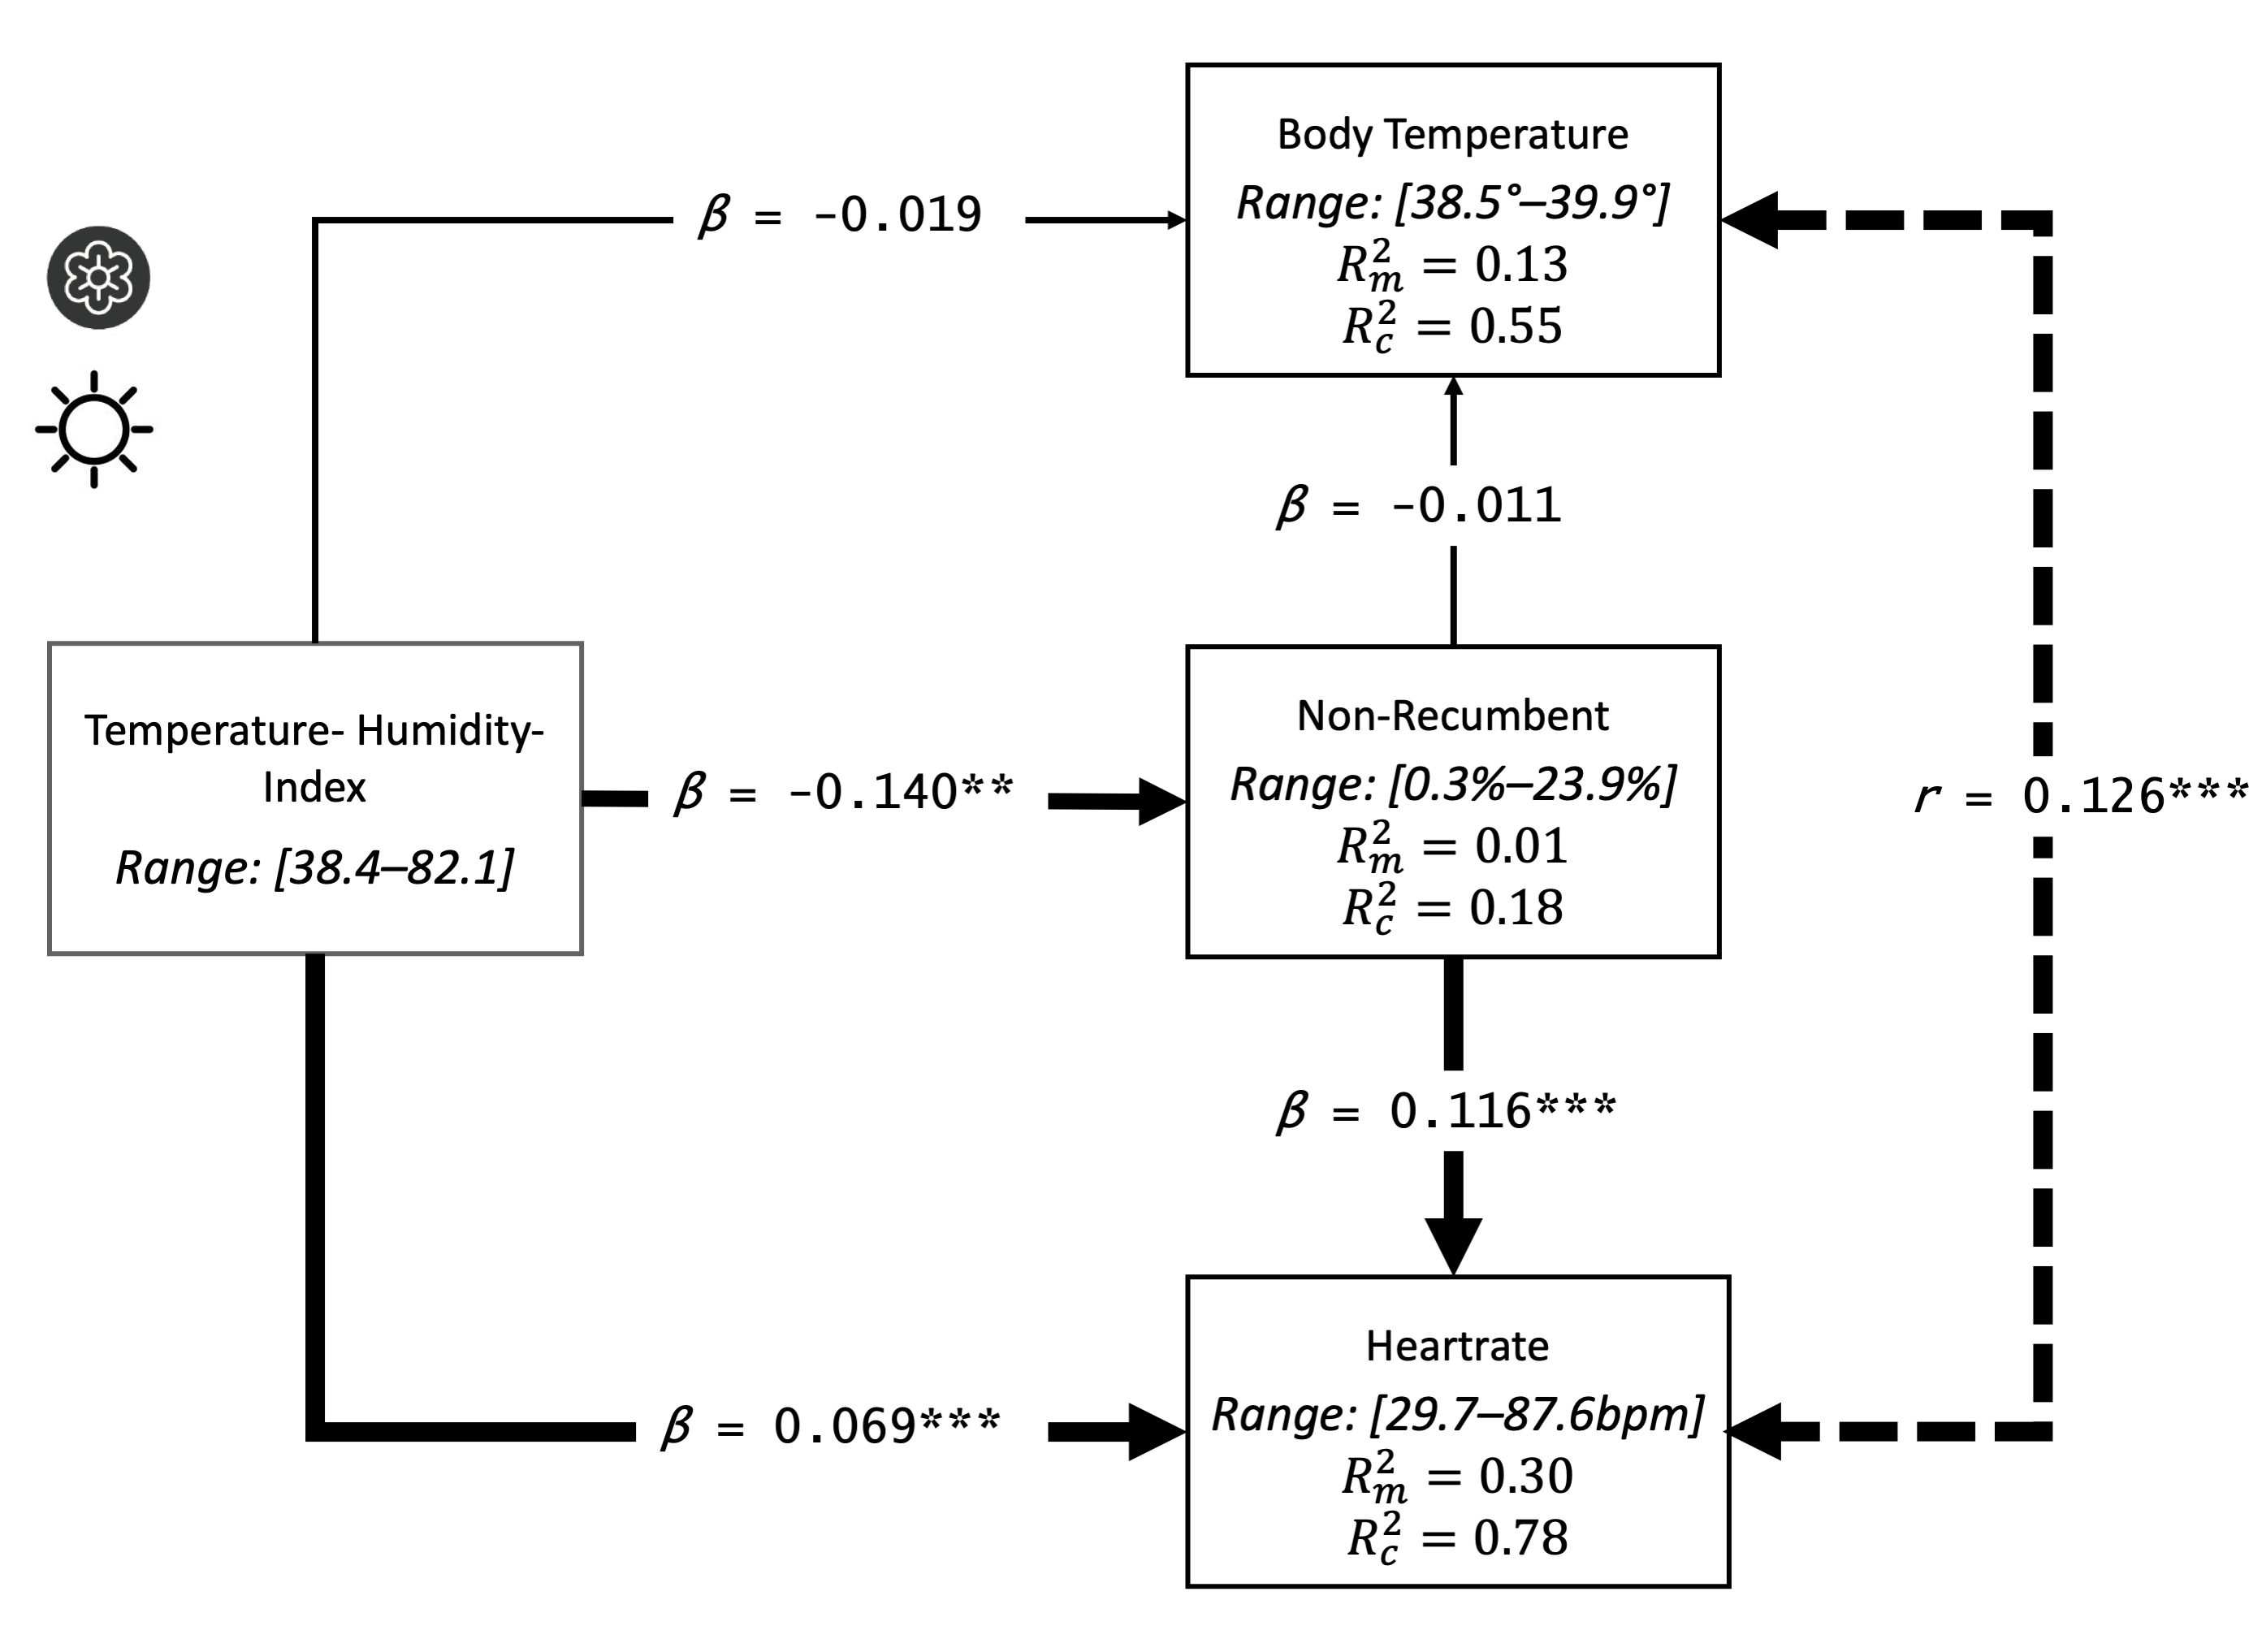 Body Temperature
Range: [38.5°–39.9°]
R²ₘ = 0.13
R²c = 0.55
β = -0.019
β = -0.011
Temperature- Humidity-
Index
Range: [38.4–82.1]
β = -0.140**
Non-Recumbent
Range: [0.3%–23.9%]
R²ₘ = 0.01
R²c = 0.18
r = 0.126***
β = 0.116***
β = 0.069***
Heartrate
Range: [29.7–87.6bpm]
R²ₘ = 0.30
R²c = 0.78